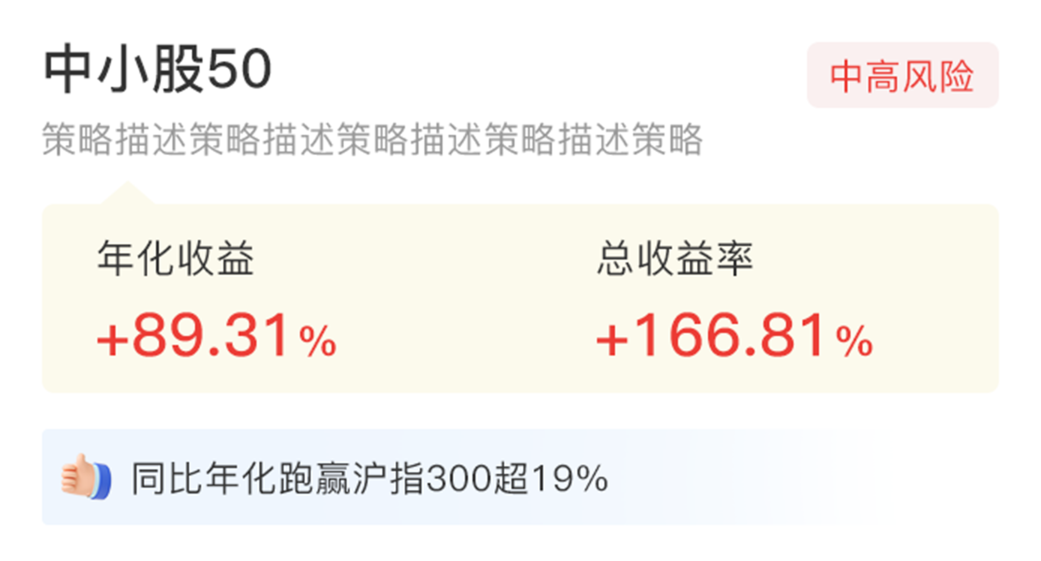 中小股50
中高风险
策略描述策略描述策略描述策略描述策略
年化收益
总收益率
+89.31%
+166.81%
同比年化跑赢沪指300超19%